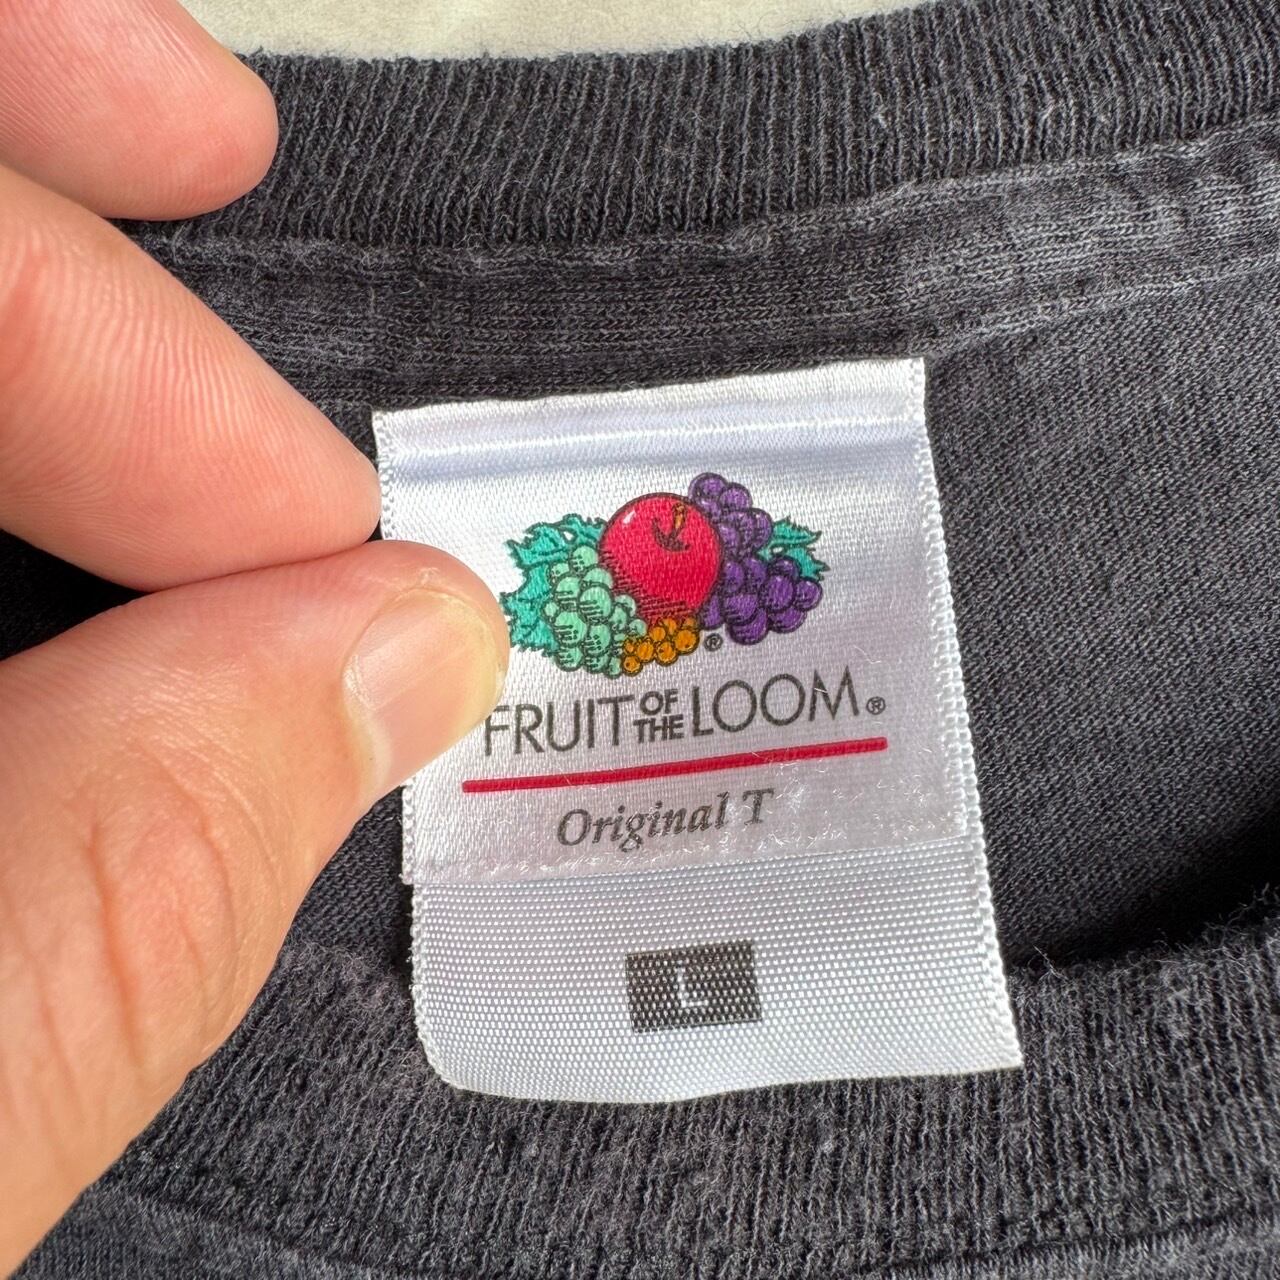 ®
FRUIT OF THE LOOM®
Original T
L